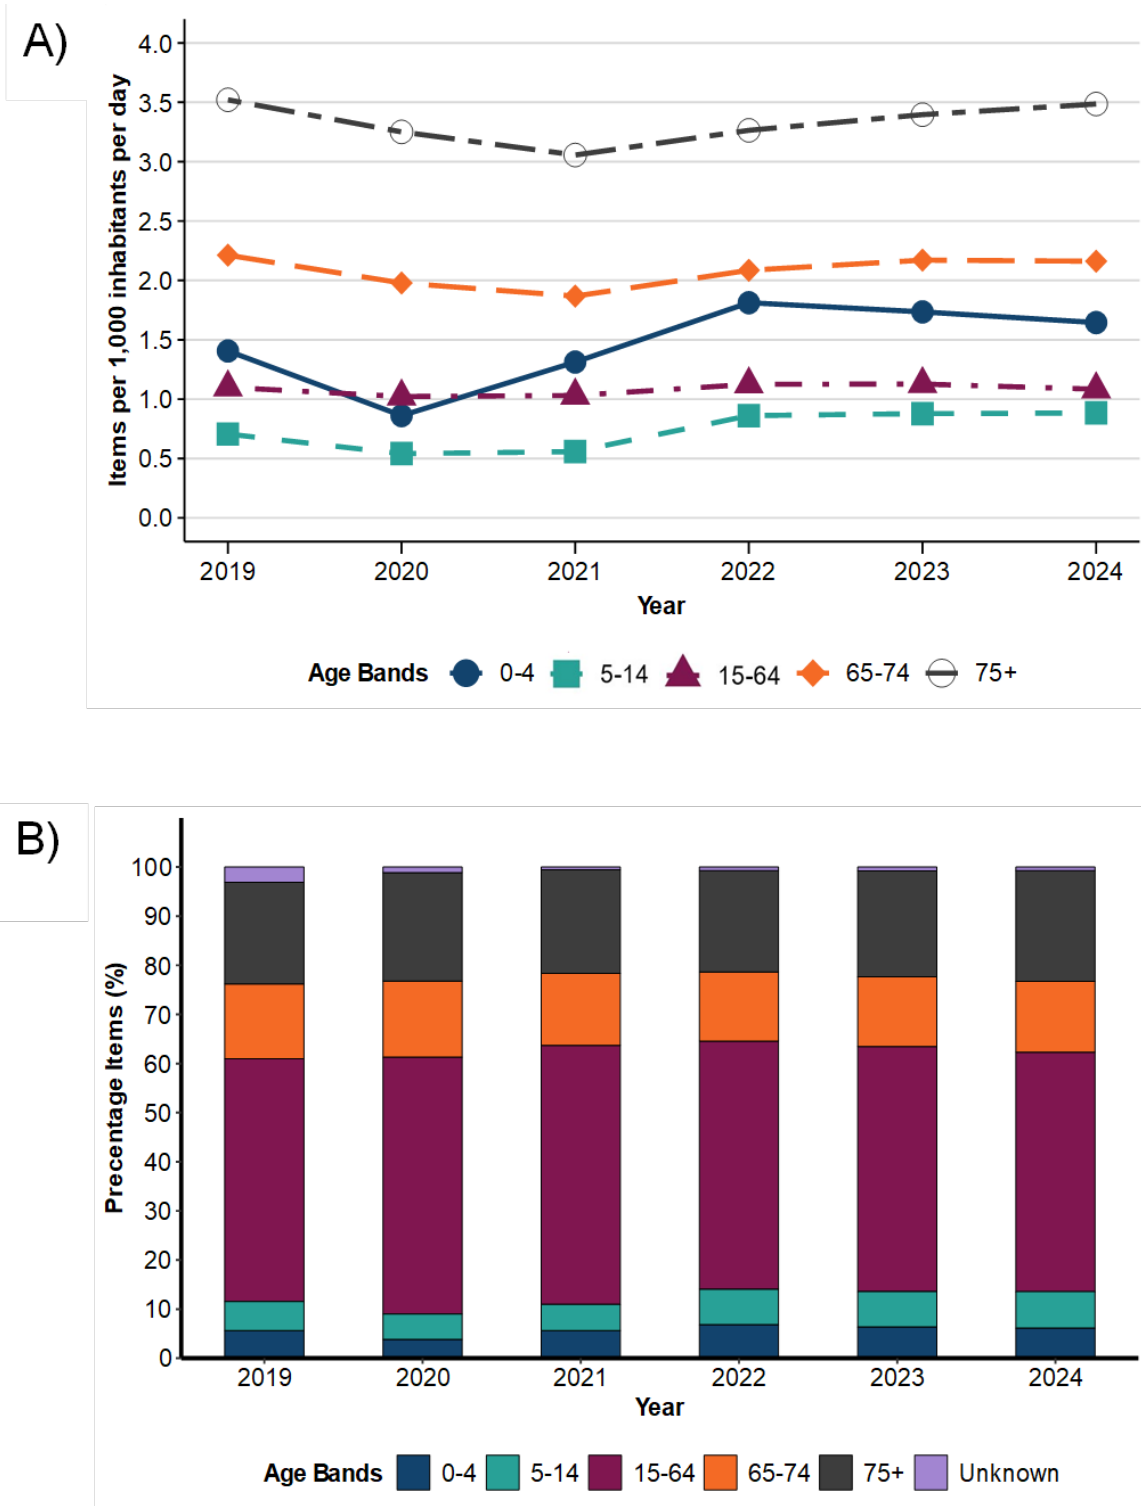 A)
Items per 1,000 inhabitants per day
4.0
3.5
3.0
2.5
2.0
1.5
1.0
0.5
0.0
2019 2020 2021 2022 2023 2024
Year
Age Bands 0-4 5-14 15-64 65-74 75+
B)
Precentage Items (%)
100
90
80
70
60
50
40
30
20
10
0
2019 2020 2021 2022 2023 2024
Year
Age Bands 0-4 5-14 15-64 65-74 75+ Unknown